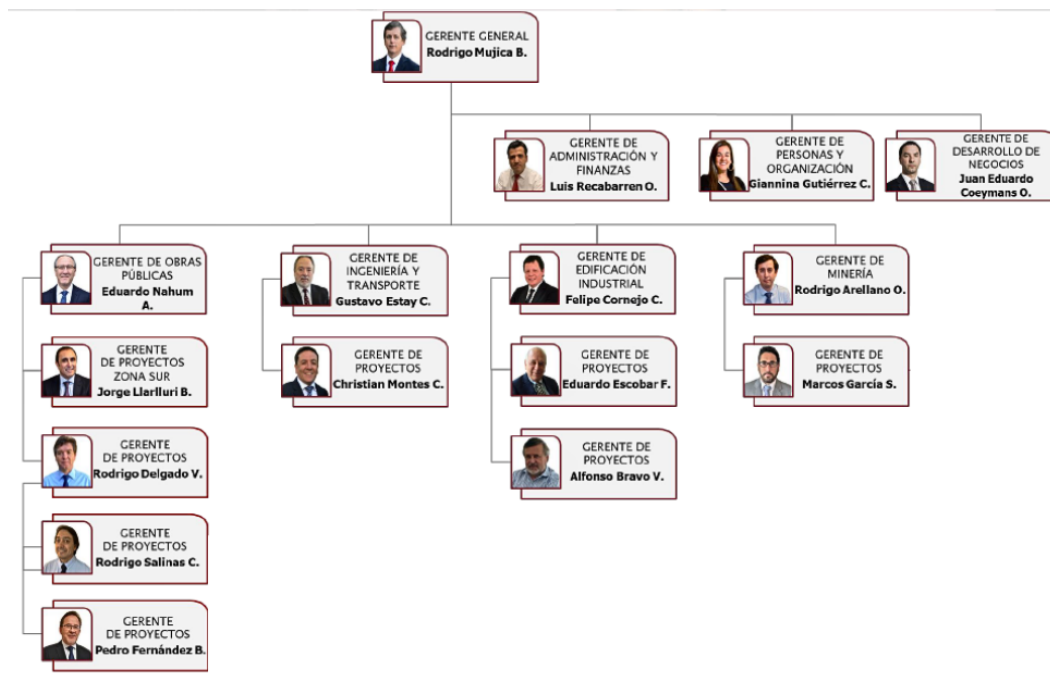 GERENTE GENERAL
Rodrigo Mujica B.
GERENTE DE
ADMINISTRACIÓN Y
FINANZAS
Luis Recabarren O.
GERENTE DE
PERSONAS Y
ORGANIZACIÓN
Giannina Gutiérrez C.
GERENTE DE
DESARROLLO DE
NEGOCIOS
Juan Eduardo
Coeymans O.
GERENTE DE OBRAS
PÚBLICAS
Eduardo Nahum
A.
GERENTE DE
INGENIERÍA Y
TRANSPORTE
Gustavo Estay C.
GERENTE DE
EDIFICACIÓN
INDUSTRIAL
Felipe Cornejo C.
GERENTE DE
MINERÍA
Rodrigo Arellano O.
GERENTE
DE PROYECTOS
ZONA SUR
Jorge Llarlluri B.
GERENTE DE
PROYECTOS
Christian Montes C.
GERENTE DE
PROYECTOS
Eduardo Escobar F.
GERENTE DE
PROYECTOS
Marcos García S.
GERENTE
DE PROYECTOS
Rodrigo Delgado V.
GERENTE DE
PROYECTOS
Alfonso Bravo V.
GERENTE
DE PROYECTOS
Rodrigo Salinas C.
GERENTE
DE PROYECTOS
Pedro Fernández B.